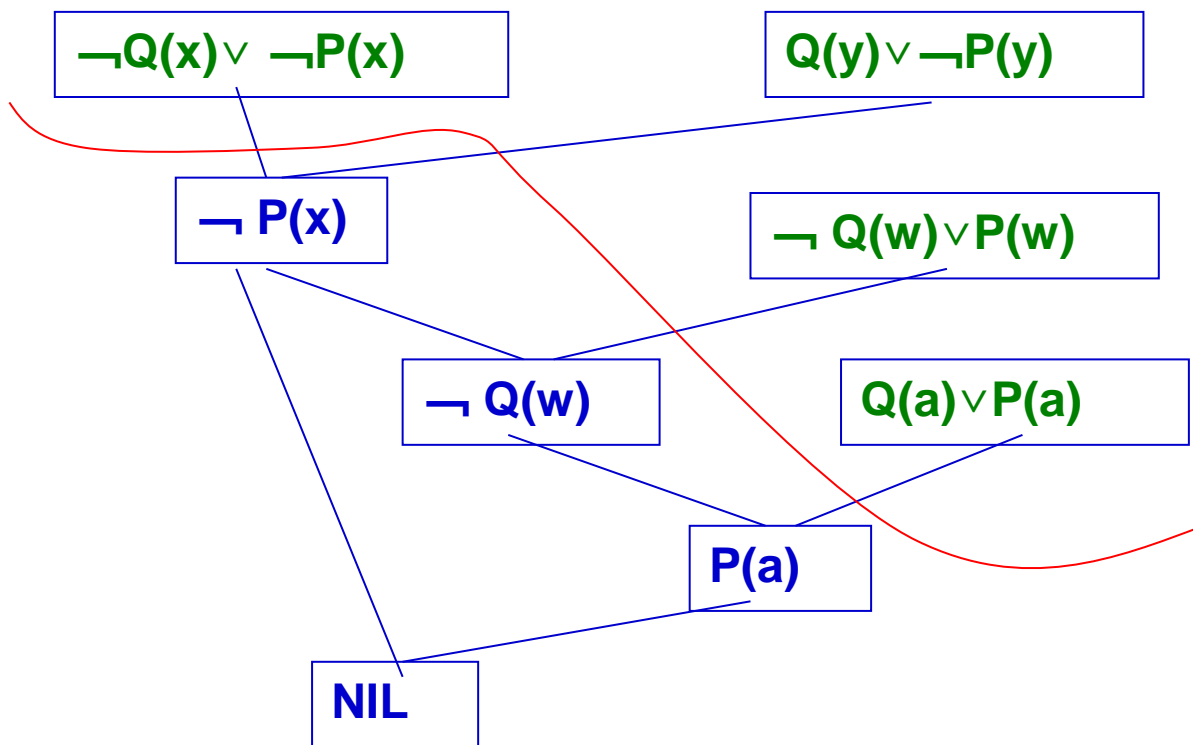 ¬Q(x)∨ ¬P(x)
Q(y)∨¬P(y)
¬ P(x)
¬ Q(w)∨P(w)
¬ Q(w)
Q(a)∨P(a)
P(a)
NIL